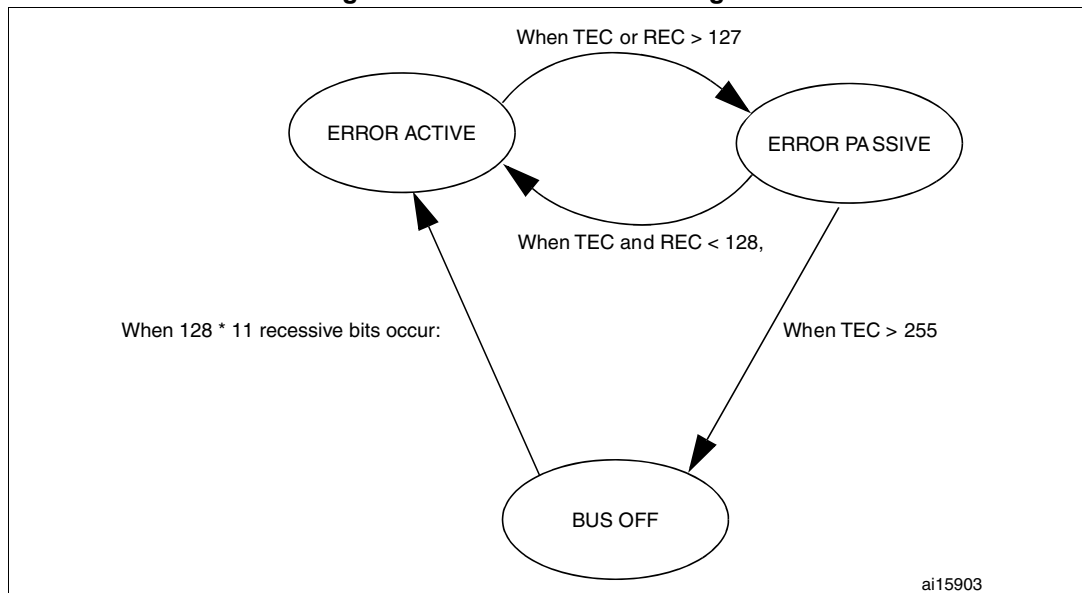 When TEC or REC > 127
ERROR ACTIVE
ERROR PASSIVE
When TEC and REC < 128,
When 128 * 11 recessive bits occur:
When TEC > 255
BUS OFF
ai15903